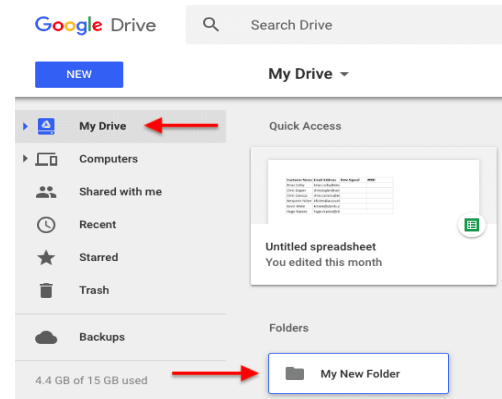 Google Drive
Search Drive
NEW
My Drive
My Drive
Quick Access
Computers
Shared with me
Recent
Starred
Trash
Untitled spreadsheet
You edited this month
Backups
Folders
My New Folder
4.4 GB of 15 GB used